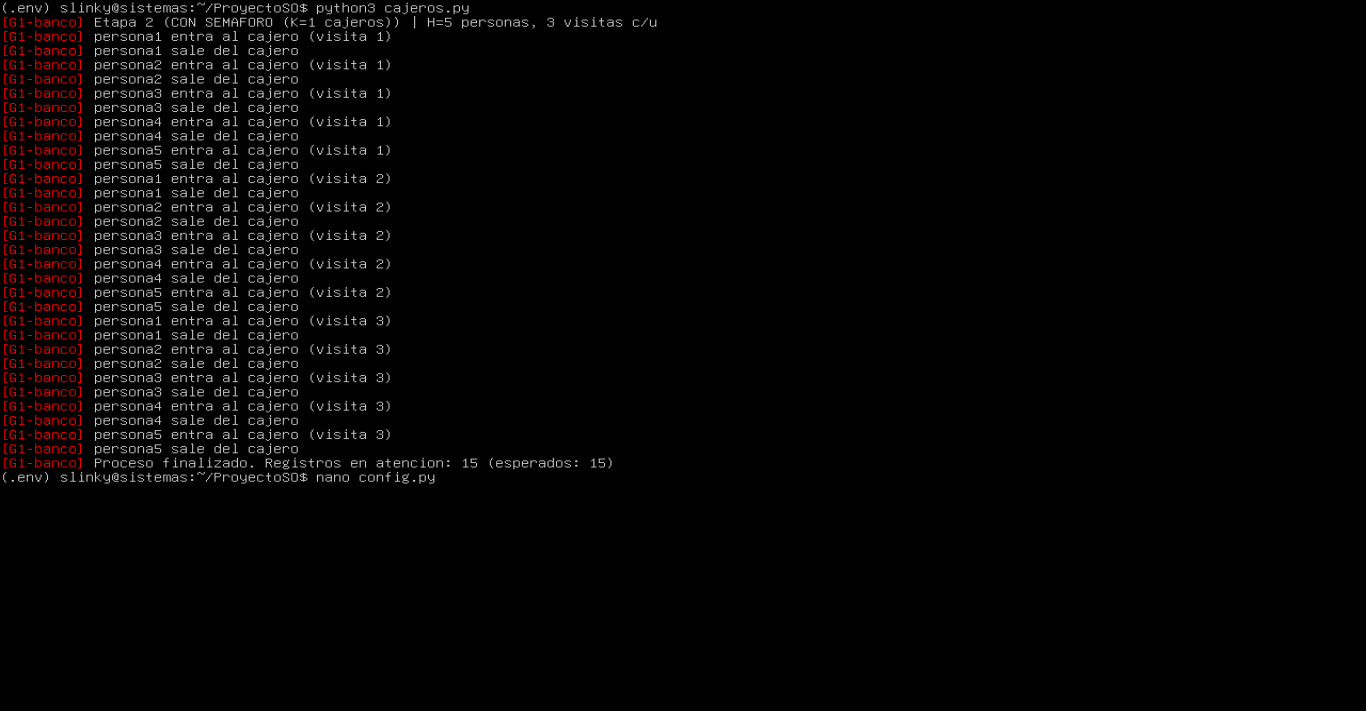 (.env) slinky@sistemas:~/ProyectoSO$ python3 cajeros.py
[G1-banco] Etapa 2 (CON SEMAFORO (K=1 cajeros)) | H=5 personas, 3 visitas c/u
[G1-banco] persona1 entra al cajero (visita 1)
[G1-banco] persona1 sale del cajero
[G1-banco] persona2 entra al cajero (visita 1)
[G1-banco] persona2 sale del cajero
[G1-banco] persona3 entra al cajero (visita 1)
[G1-banco] persona3 sale del cajero
[G1-banco] persona4 entra al cajero (visita 1)
[G1-banco] persona4 sale del cajero
[G1-banco] persona5 entra al cajero (visita 1)
[G1-banco] persona5 sale del cajero
[G1-banco] persona1 entra al cajero (visita 2)
[G1-banco] persona1 sale del cajero
[G1-banco] persona2 entra al cajero (visita 2)
[G1-banco] persona2 sale del cajero
[G1-banco] persona3 entra al cajero (visita 2)
[G1-banco] persona3 sale del cajero
[G1-banco] persona4 entra al cajero (visita 2)
[G1-banco] persona4 sale del cajero
[G1-banco] persona5 entra al cajero (visita 2)
[G1-banco] persona5 sale del cajero
[G1-banco] persona1 entra al cajero (visita 3)
[G1-banco] persona1 sale del cajero
[G1-banco] persona2 entra al cajero (visita 3)
[G1-banco] persona2 sale del cajero
[G1-banco] persona3 entra al cajero (visita 3)
[G1-banco] persona3 sale del cajero
[G1-banco] persona4 entra al cajero (visita 3)
[G1-banco] persona4 sale del cajero
[G1-banco] persona5 entra al cajero (visita 3)
[G1-banco] persona5 sale del cajero
[G1-banco] Proceso finalizado. Registros en atencion: 15 (esperados: 15)
(.env) slinky@sistemas:~/ProyectoSO$ nano config.py